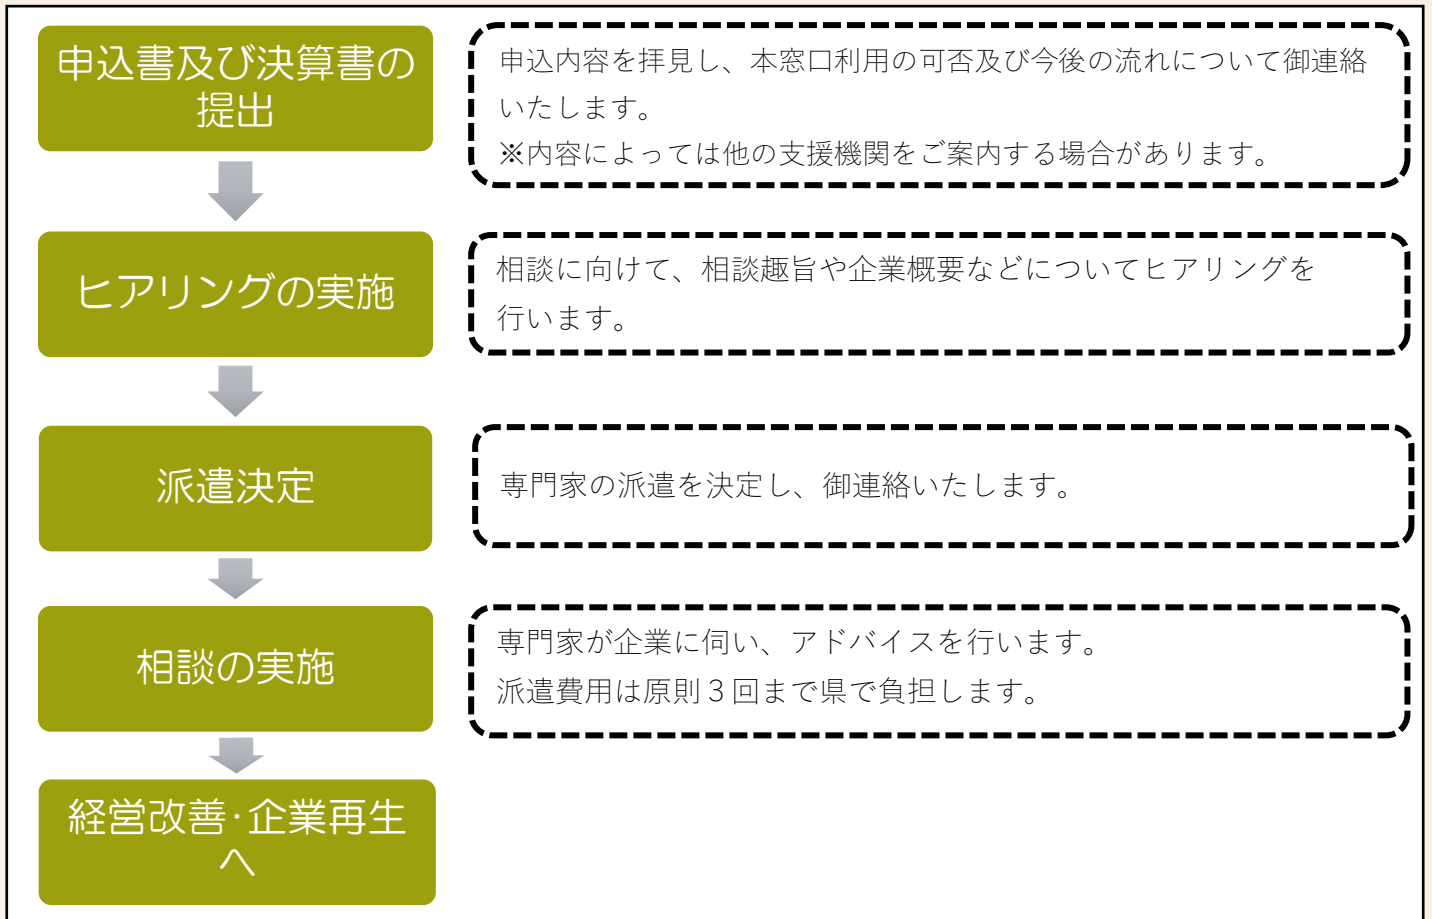 申込書及び決算書の
提出
申込内容を拝見し、本窓口利用の可否及び今後の流れについて御連絡
いたします。
※内容によっては他の支援機関をご案内する場合があります。
ヒアリングの実施
相談に向けて、相談趣旨や企業概要などについてヒアリングを
行います。
派遣決定
専門家の派遣を決定し、御連絡いたします。
相談の実施
専門家が企業に伺い、アドバイスを行います。
派遣費用は原則３回まで県で負担します。
経営改善・企業再生
へ